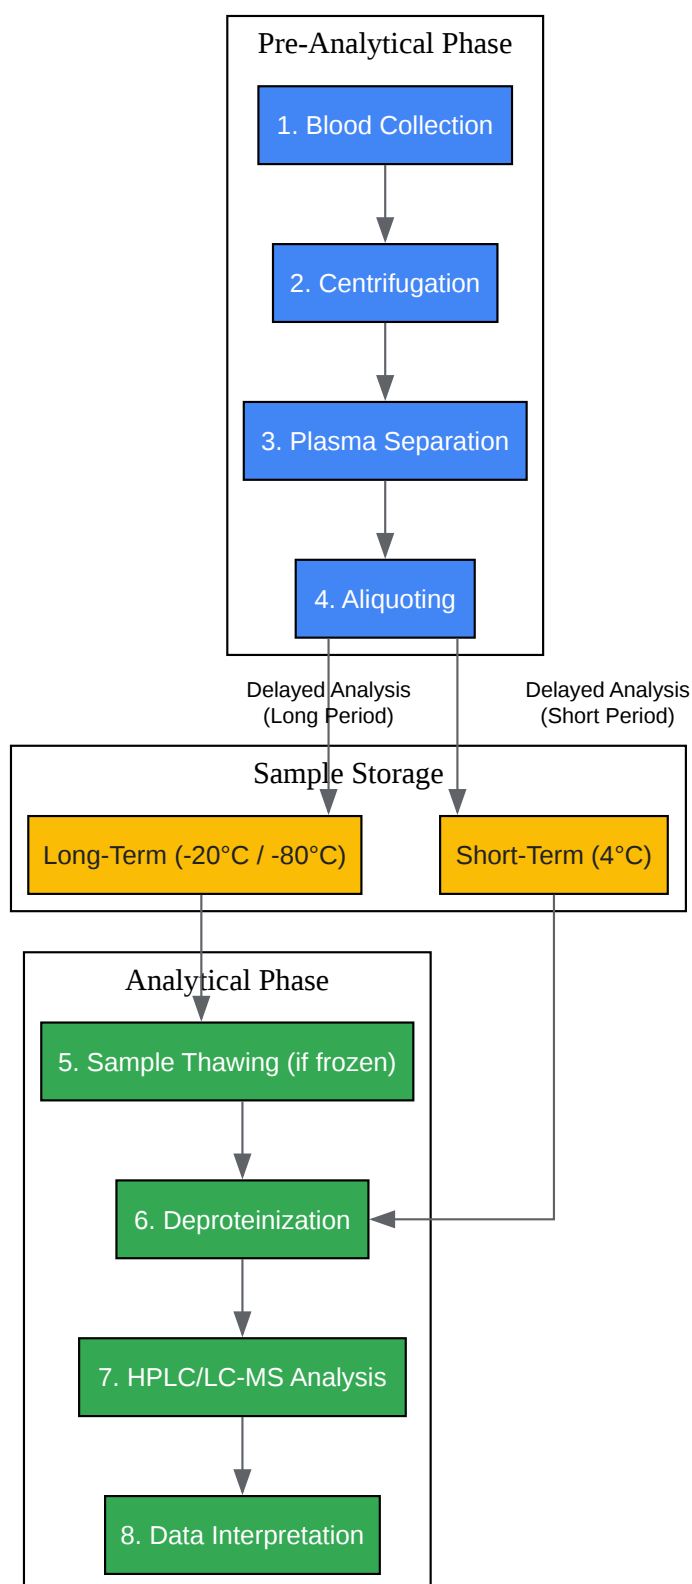 Pre-Analytical Phase
1. Blood Collection
2. Centrifugation
3. Plasma Separation
4. Aliquoting
Delayed Analysis
(Long Period)
Delayed Analysis
(Short Period)
Sample Storage
Long-Term (-20°C / -80°C)
Short-Term (4°C)
Analytical Phase
5. Sample Thawing (if frozen)
6. Deproteinization
7. HPLC/LC-MS Analysis
8. Data Interpretation